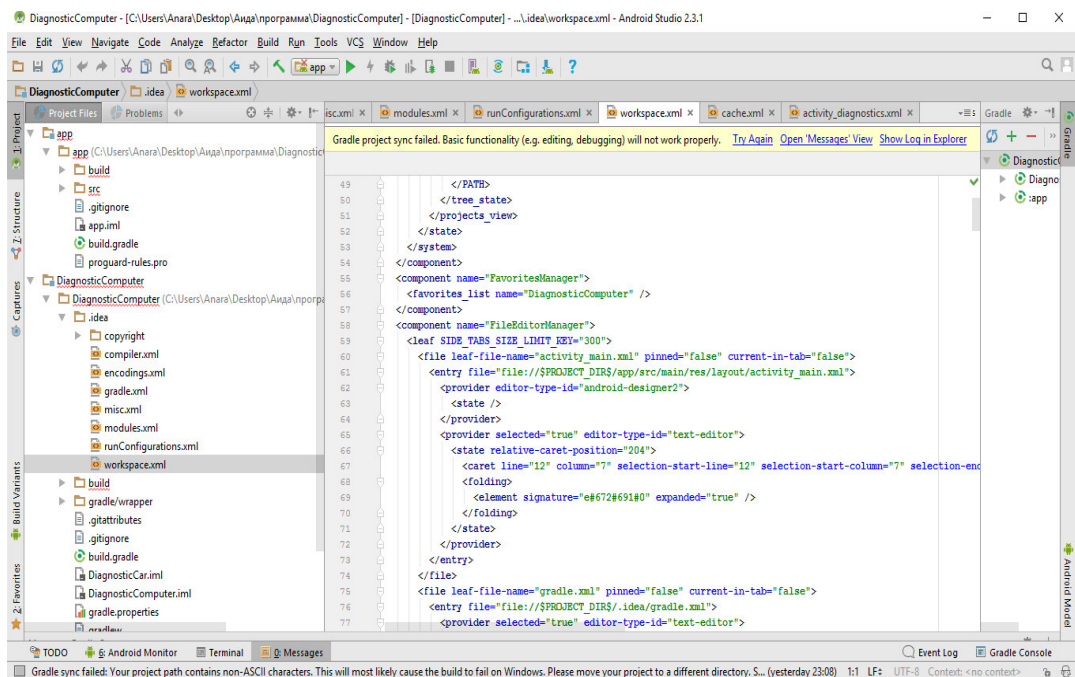 DiagnosticComputer - [C:\Users\Anara\Desktop\Аида\программа\DiagnosticComputer] - [DiagnosticComputer] - ...\.idea\workspace.xml - Android Studio 2.3.1
File Edit View Navigate Code Analyze Refactor Build Run Tools VCS Window Help
app
DiagnosticComputer .idea workspace.xml
Project Files Problems
isc.xml modules.xml runConfigurations.xml workspace.xml cache.xml activity_diagnostics.xml
Gradle
Gradle project sync failed. Basic functionality (e.g. editing, debugging) will not work properly. Try Again Open 'Messages' View Show Log in Explorer
1: Project
Z: Structure
Captures
Build Variants
2: Favorites
app
app (C:\Users\Anara\Desktop\Аида\программа\Diagnostic
build
src
.gitignore
app.iml
build.gradle
proguard-rules.pro
DiagnosticComputer
DiagnosticComputer (C:\Users\Anara\Desktop\Аида\програ
.idea
copyright
compiler.xml
encodings.xml
gradle.xml
misc.xml
modules.xml
runConfigurations.xml
workspace.xml
build
gradle/wrapper
.gitattributes
.gitignore
build.gradle
DiagnosticCar.iml
DiagnosticComputer.iml
gradle.properties
gradlew
49 </PATH>
50 </tree_state>
51 </projects_view>
52 </state>
53 </system>
54 </component>
55 <component name="FavoritesManager">
56 <favorites_list name="DiagnosticComputer" />
57 </component>
58 <component name="FileEditorManager">
59 <leaf SIDE_TABS_SIZE_LIMIT_KEY="300">
60 <file leaf-file-name="activity_main.xml" pinned="false" current-in-tab="false">
61 <entry file="file://$PROJECT_DIR$/app/src/main/res/layout/activity_main.xml">
62 <provider editor-type-id="android-designer2">
63 <state />
64 </provider>
65 <provider selected="true" editor-type-id="text-editor">
66 <state relative-caret-position="204">
67 <caret line="12" column="7" selection-start-line="12" selection-start-column="7" selection-end
68 <folding>
69 <element signature="e#672#691#0" expanded="true" />
70 </folding>
71 </state>
72 </provider>
73 </entry>
74 </file>
75 <file leaf-file-name="gradle.xml" pinned="false" current-in-tab="false">
76 <entry file="file://$PROJECT_DIR$/.idea/gradle.xml">
77 <provider selected="true" editor-type-id="text-editor">
Diagnostic
Diagno
:app
Gradle
Android Model
TODO 6: Android Monitor Terminal 0: Messages Event Log Gradle Console
Gradle sync failed: Your project path contains non-ASCII characters. This will most likely cause the build to fail on Windows. Please move your project to a different directory. S... (yesterday 23:08) 1:1 LF÷ UTF-8 Context: <no context>